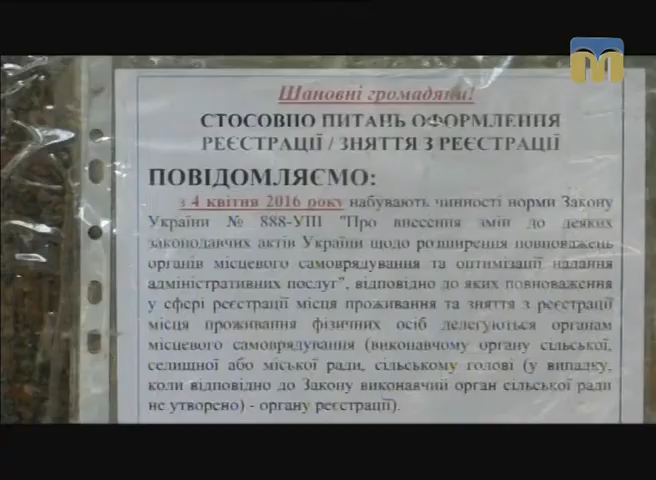 Шановні громадяни!
СТОСОВНО ПИТАНЬ ОФОРМЛЕННЯ
РЕЄСТРАЦІЇ / ЗНЯТТЯ З РЕЄСТРАЦІЇ
ПОВІДОМЛЯЄМО:
з 4 квітня 2016 року набувають чинності норми Закону
України № 888-УІІІ "Про внесення змін до деяких
законодавчих актів України щодо розширення повноважень
органів місцевого самоврядування та оптимізації надання
адміністративних послуг", відповідно до яких повноваження
у сфері реєстрації місця проживання та зняття з реєстрації
місця проживання фізичних осіб делегуються органам
місцевого самоврядування (виконавчому органу сільської,
селищної або міської ради, сільському голові (у випадку,
коли відповідно до Закону виконавчий орган сільської ради
не утворено) - органу реєстрації).